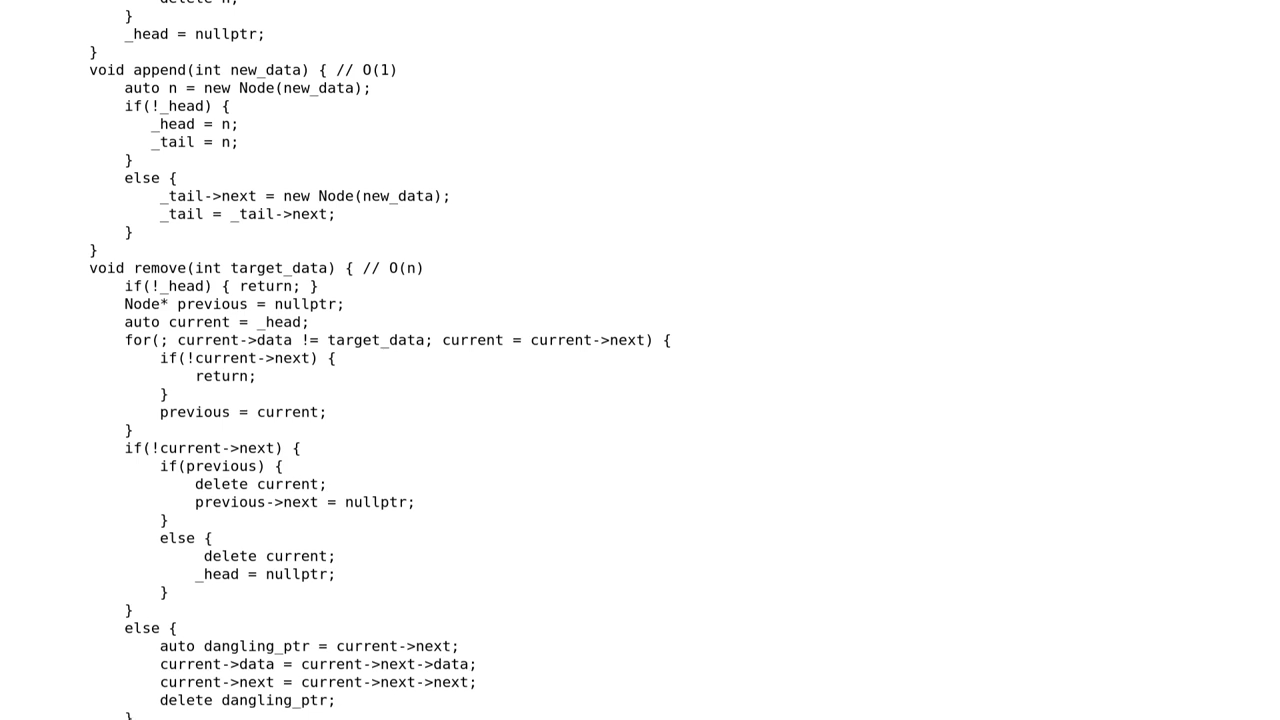 delete n;
    }
    _head = nullptr;
}
void append(int new_data) { // O(1)
    auto n = new Node(new_data);
    if(!_head) {
       _head = n;
       _tail = n;
    }
    else {
        _tail->next = new Node(new_data);
        _tail = _tail->next;
    }
}
void remove(int target_data) { // O(n)
    if(!_head) { return; }
    Node* previous = nullptr;
    auto current = _head;
    for(; current->data != target_data; current = current->next) {
        if(!current->next) {
            return;
        }
        previous = current;
    }
    if(!current->next) {
        if(previous) {
            delete current;
            previous->next = nullptr;
        }
        else {
             delete current;
            _head = nullptr;
        }
    }
    else {
        auto dangling_ptr = current->next;
        current->data = current->next->data;
        current->next = current->next->next;
        delete dangling_ptr;
    }